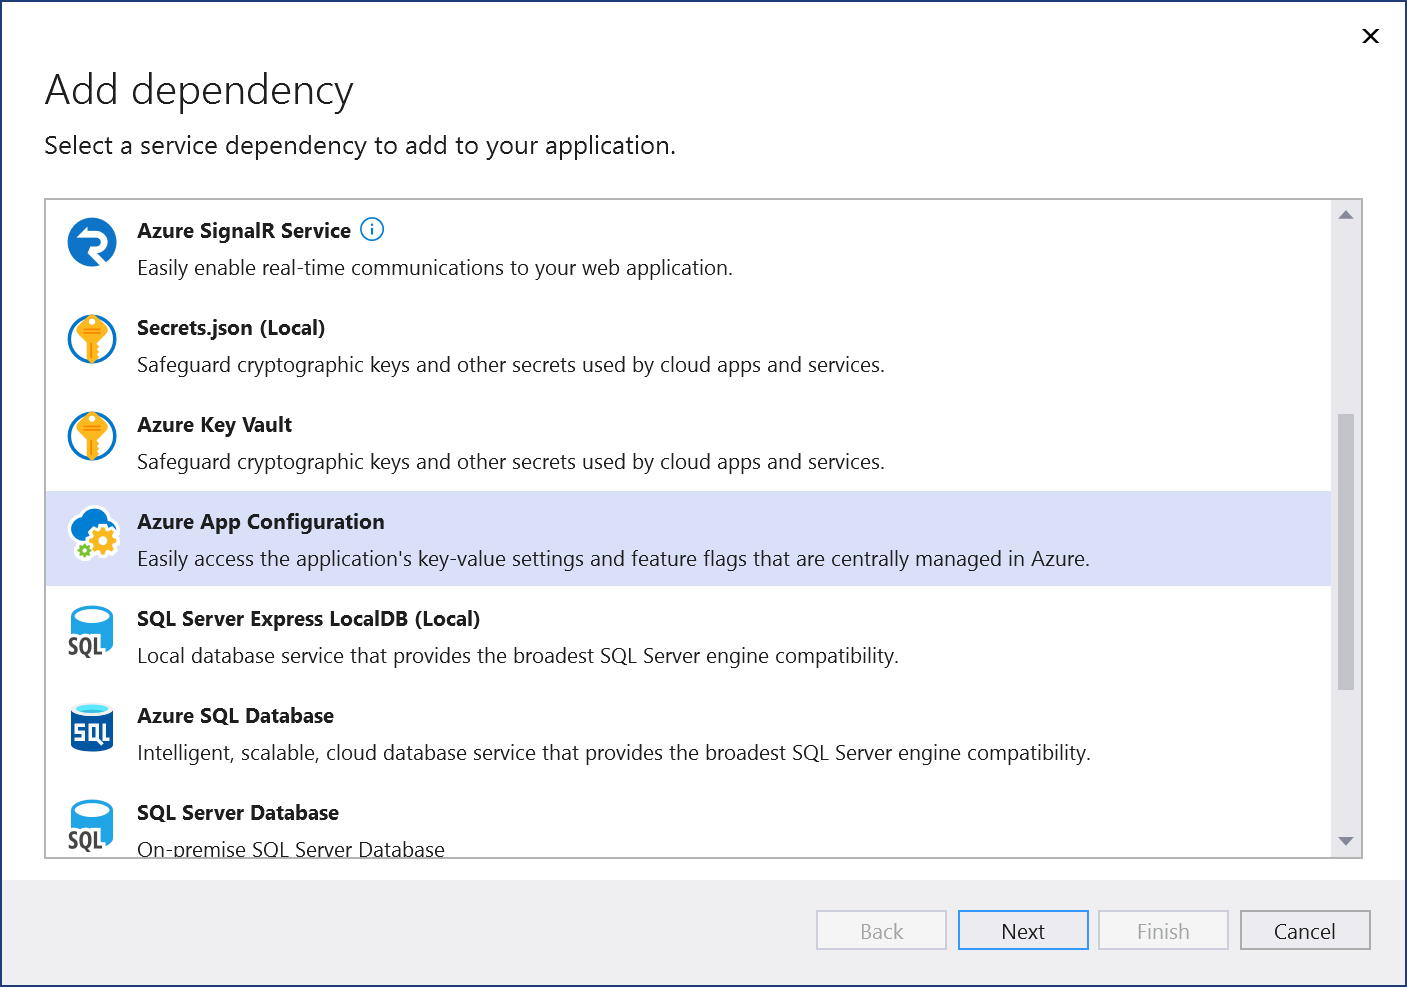 Add dependency
Select a service dependency to add to your application.
Azure SignalR Service
Easily enable real-time communications to your web application.
Secrets.json (Local)
Safeguard cryptographic keys and other secrets used by cloud apps and services.
Azure Key Vault
Safeguard cryptographic keys and other secrets used by cloud apps and services.
Azure App Configuration
Easily access the application's key-value settings and feature flags that are centrally managed in Azure.
SQL Server Express LocalDB (Local)
SQL
Local database service that provides the broadest SQL Server engine compatibility.
Azure SQL Database
SQL
Intelligent, scalable, cloud database service that provides the broadest SQL Server engine compatibility.
SQL Server Database
SQL
On-premise SQL Server Database
Back Next Finish Cancel